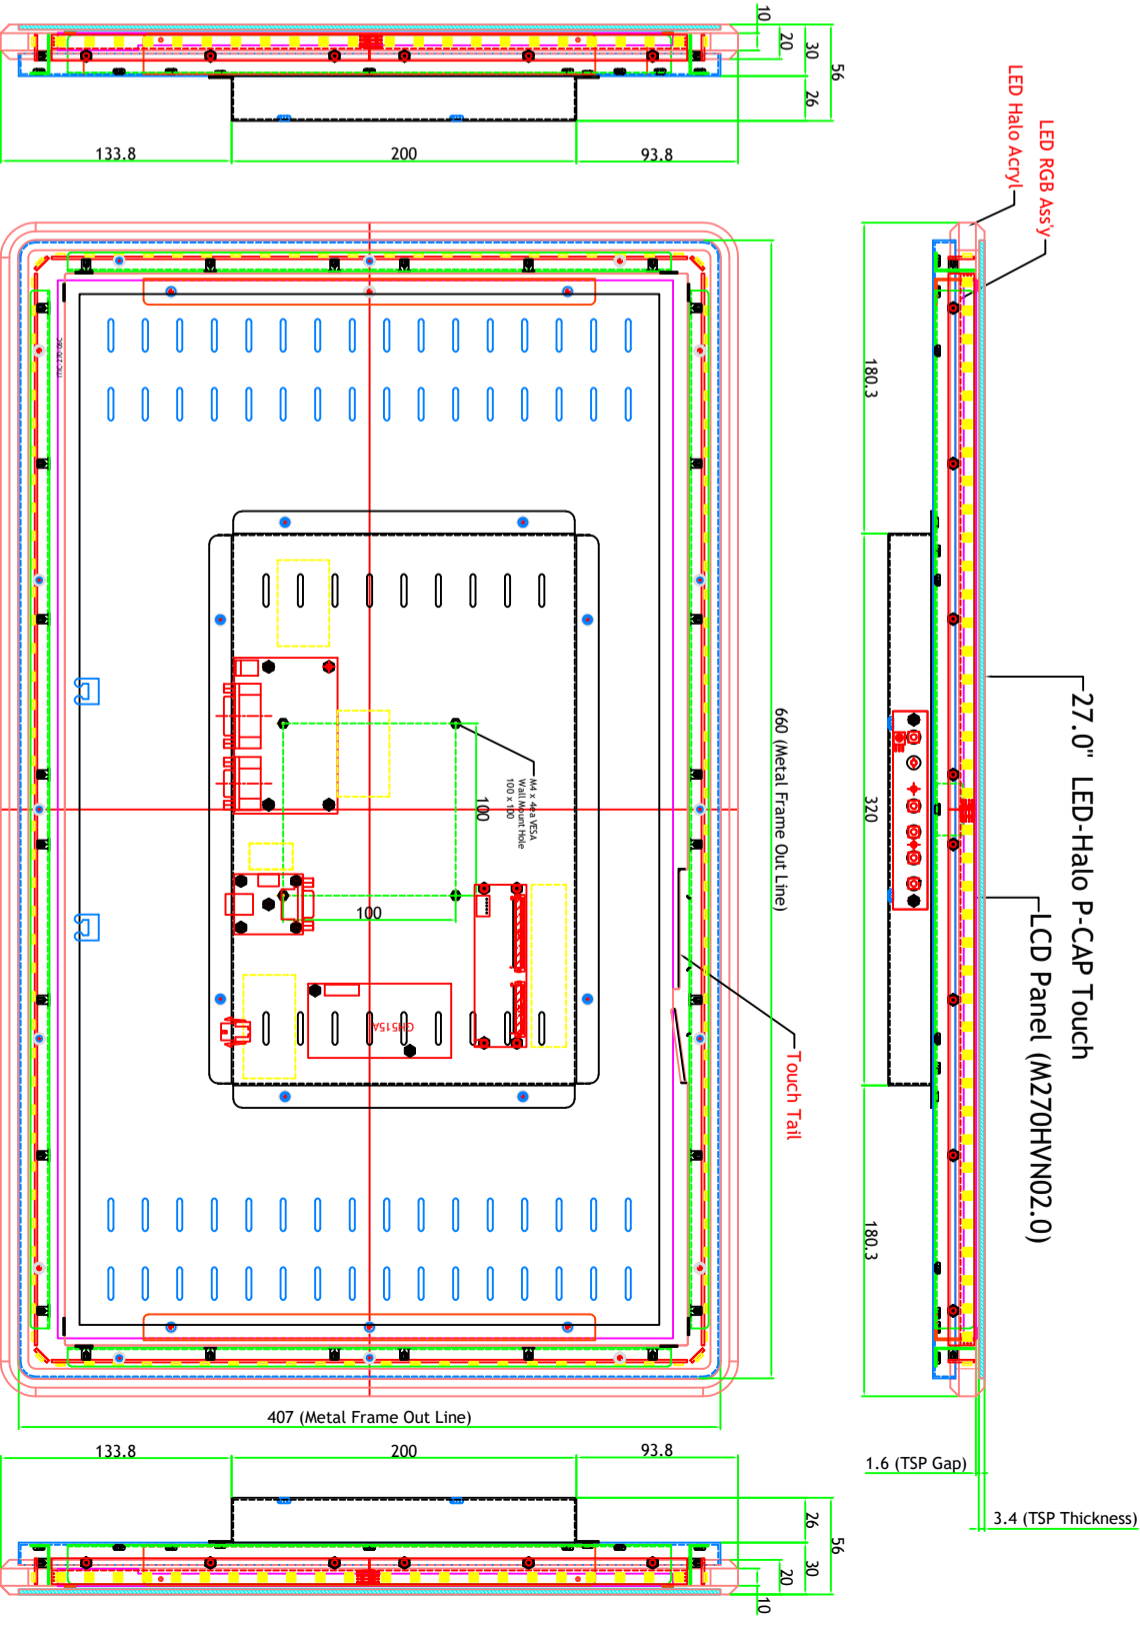 10
20
30
56
26
133.8
200
93.8
LED RGB Ass'y
LED Halo Acryl
180.3
320
180.3
27.0" LED-Halo P-CAP Touch
LCD Panel (M270HVN02.0)
660 (Metal Frame Out Line)
M4 x 4ea VESA
Wall Mount Hole
100 x 100
100
100
GH515A
Touch Tail
407 (Metal Frame Out Line)
1.6 (TSP Gap)
3.4 (TSP Thickness)
133.8
200
93.8
26
56
30
20
10